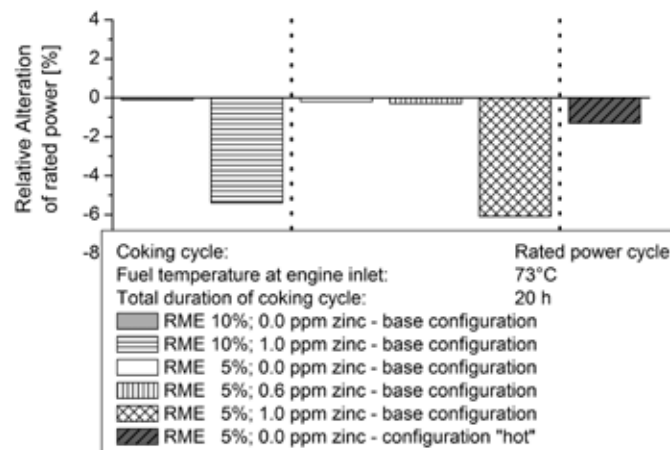 4
2
0
-2
-4
-6
-8
Relative Alteration
of rated power [%]
Coking cycle: Rated power cycle
Fuel temperature at engine inlet: 73°C
Total duration of coking cycle: 20 h
RME 10%; 0.0 ppm zinc - base configuration
RME 10%; 1.0 ppm zinc - base configuration
RME 5%; 0.0 ppm zinc - base configuration
RME 5%; 0.6 ppm zinc - base configuration
RME 5%; 1.0 ppm zinc - base configuration
RME 5%; 0.0 ppm zinc - configuration "hot"